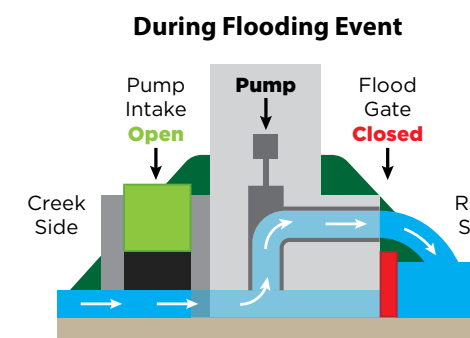 During Flooding Event
Pump
Intake
Open
Pump
Flood
Gate
Closed
Creek
Side